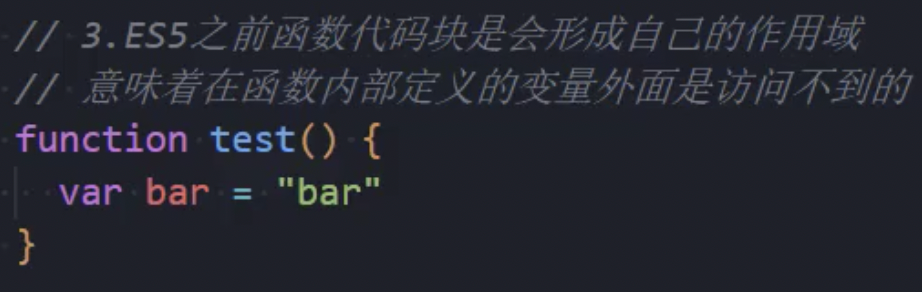 // 3.ES5之前函数代码块是会形成自己的作用域
// 意味着在函数内部定义的变量外面是访问不到的
function test() {
  var bar = "bar"
}